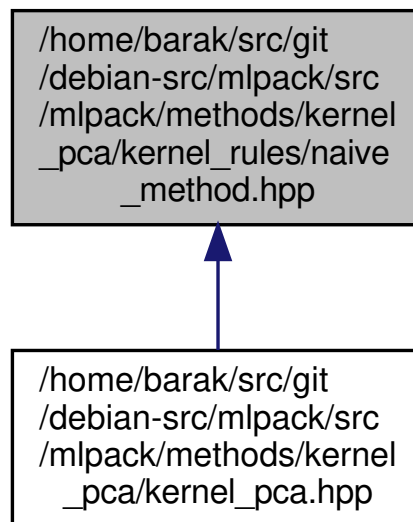 /home/barak/src/git
/debian-src/mlpack/src
/mlpack/methods/kernel
_pca/kernel_rules/naive
_method.hpp
/home/barak/src/git
/debian-src/mlpack/src
/mlpack/methods/kernel
_pca/kernel_pca.hpp